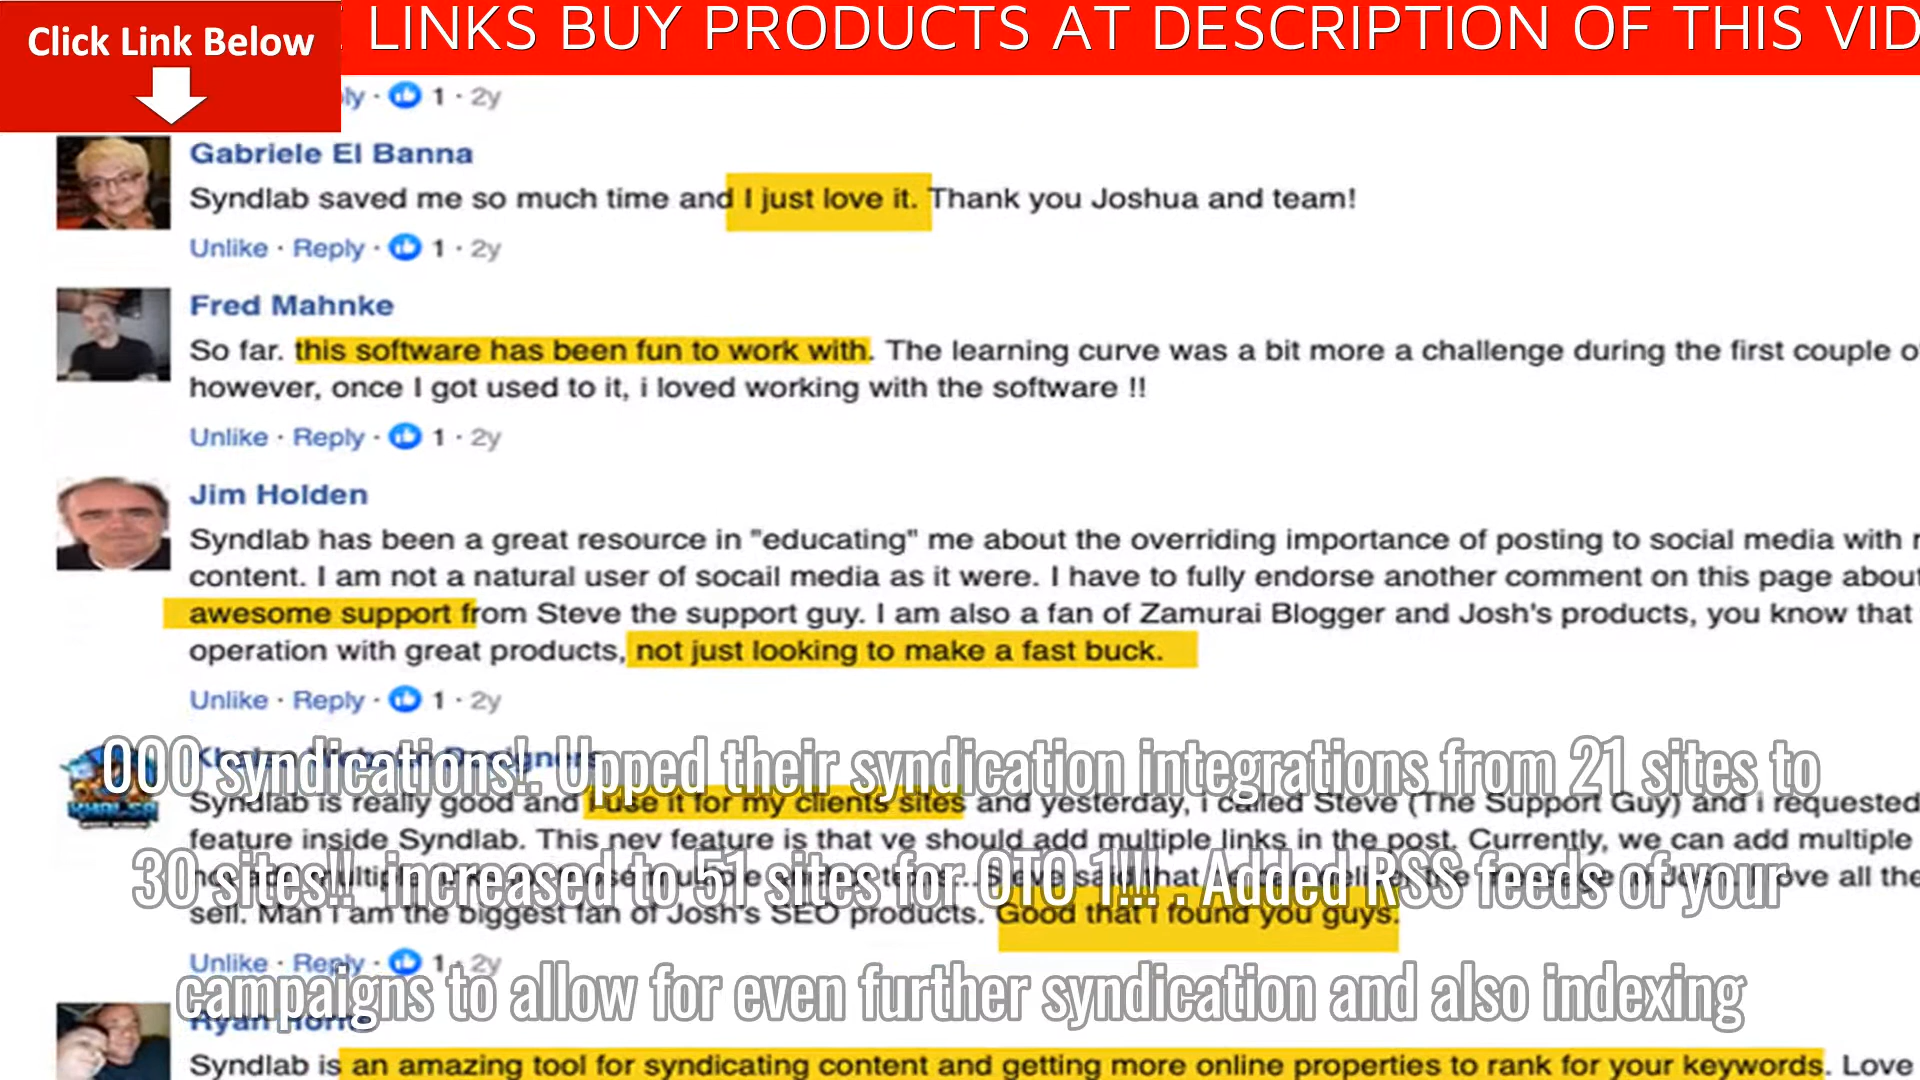 LINKS BUY PRODUCTS AT DESCRIPTION OF THIS VID
Click Link Below
ly · 1 · 2y
Gabriele El Banna
Syndlab saved me so much time and I just love it. Thank you Joshua and team!
Unlike · Reply · 1 · 2y
Fred Mahnke
So far. this software has been fun to work with. The learning curve was a bit more a challenge during the first couple o
however, once I got used to it, i loved working with the software !!
Unlike · Reply · 1 · 2y
Jim Holden
Syndlab has been a great resource in "educating" me about the overriding importance of posting to social media with r
content. I am not a natural user of socail media as it were. I have to fully endorse another comment on this page about
awesome support from Steve the support guy. I am also a fan of Zamurai Blogger and Josh's products, you know that
operation with great products, not just looking to make a fast buck.
Unlike · Reply · 1 · 2y
000 syndications!. Upped their syndication integrations from 21 sites to
Syndlab is really good and I use it for my clients sites and yesterday, i called Steve (The Support Guy) and i requested
feature inside Syndlab. This nev feature is that ve should add multiple links in the post. Currently, we can add multiple
30 sites!! increased to 51 sites for OTO 1!!! . Added RSS feeds of your
said that
love all the
sell. Man I am the biggest fan of Josh's SEO products. Good that i found you guys.
Unlike · Reply · 1 · 2y
campaigns to allow for even further syndication and also indexing
Ryan
Syndlab is an amazing tool for syndicating content and getting more online properties to rank for your keywords. Love